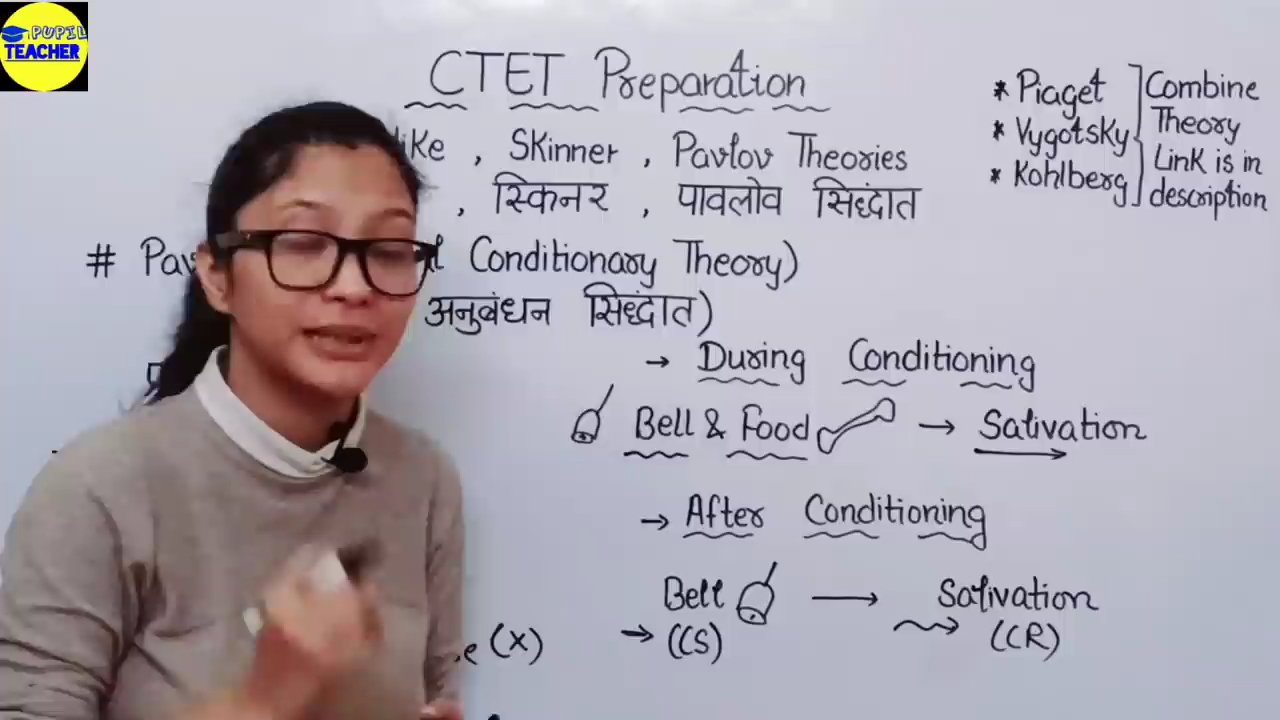 PUPIL
TEACHER
CTET Preparation
, Skinner , Pavlov Theories
, स्किनर , पावलोव सिद्धांत
* Piaget
* Vygotsky
* Kohlberg
Combine
Theory
Link is in
description
# Pav Conditionary Theory)
अनुबंधन सिद्धांत)
→ During Conditioning
Bell & Food → Salivation
→ After Conditioning
Bell → Salivation
(x) → (CS) (CR)